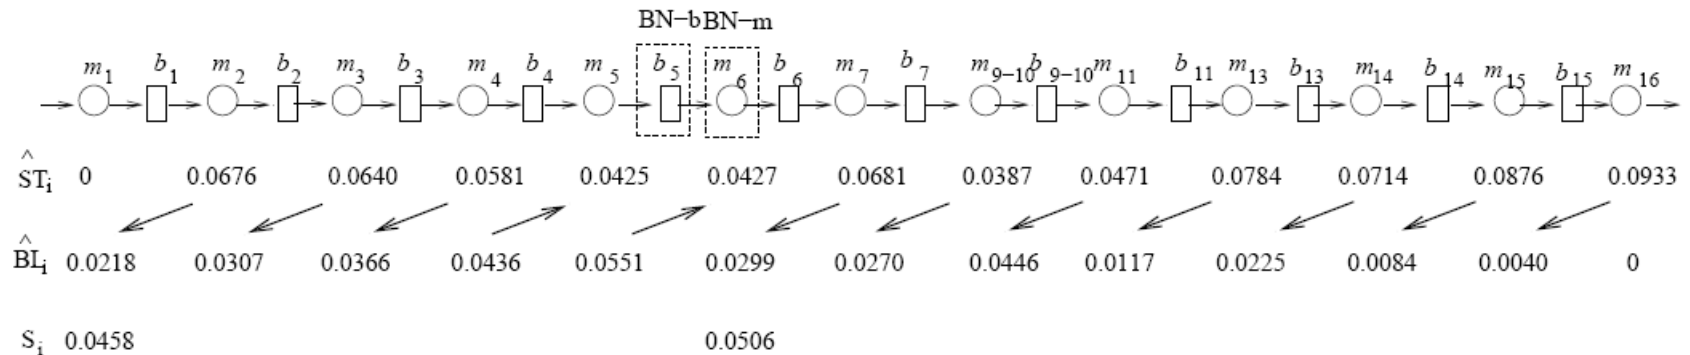 BN−b BN−m
m1 b1 m2 b2 m3 b3 m4 b4 m5 b5 m6 b6 m7 b7 m9−10 b9−10 m11 b11 m13 b13 m14 b14 m15 b15 m16
^STi 0 0.0676 0.0640 0.0581 0.0425 0.0427 0.0681 0.0387 0.0471 0.0784 0.0714 0.0876 0.0933
^BLi 0.0218 0.0307 0.0366 0.0436 0.0551 0.0299 0.0270 0.0446 0.0117 0.0225 0.0084 0.0040 0
Si 0.0458 0.0506